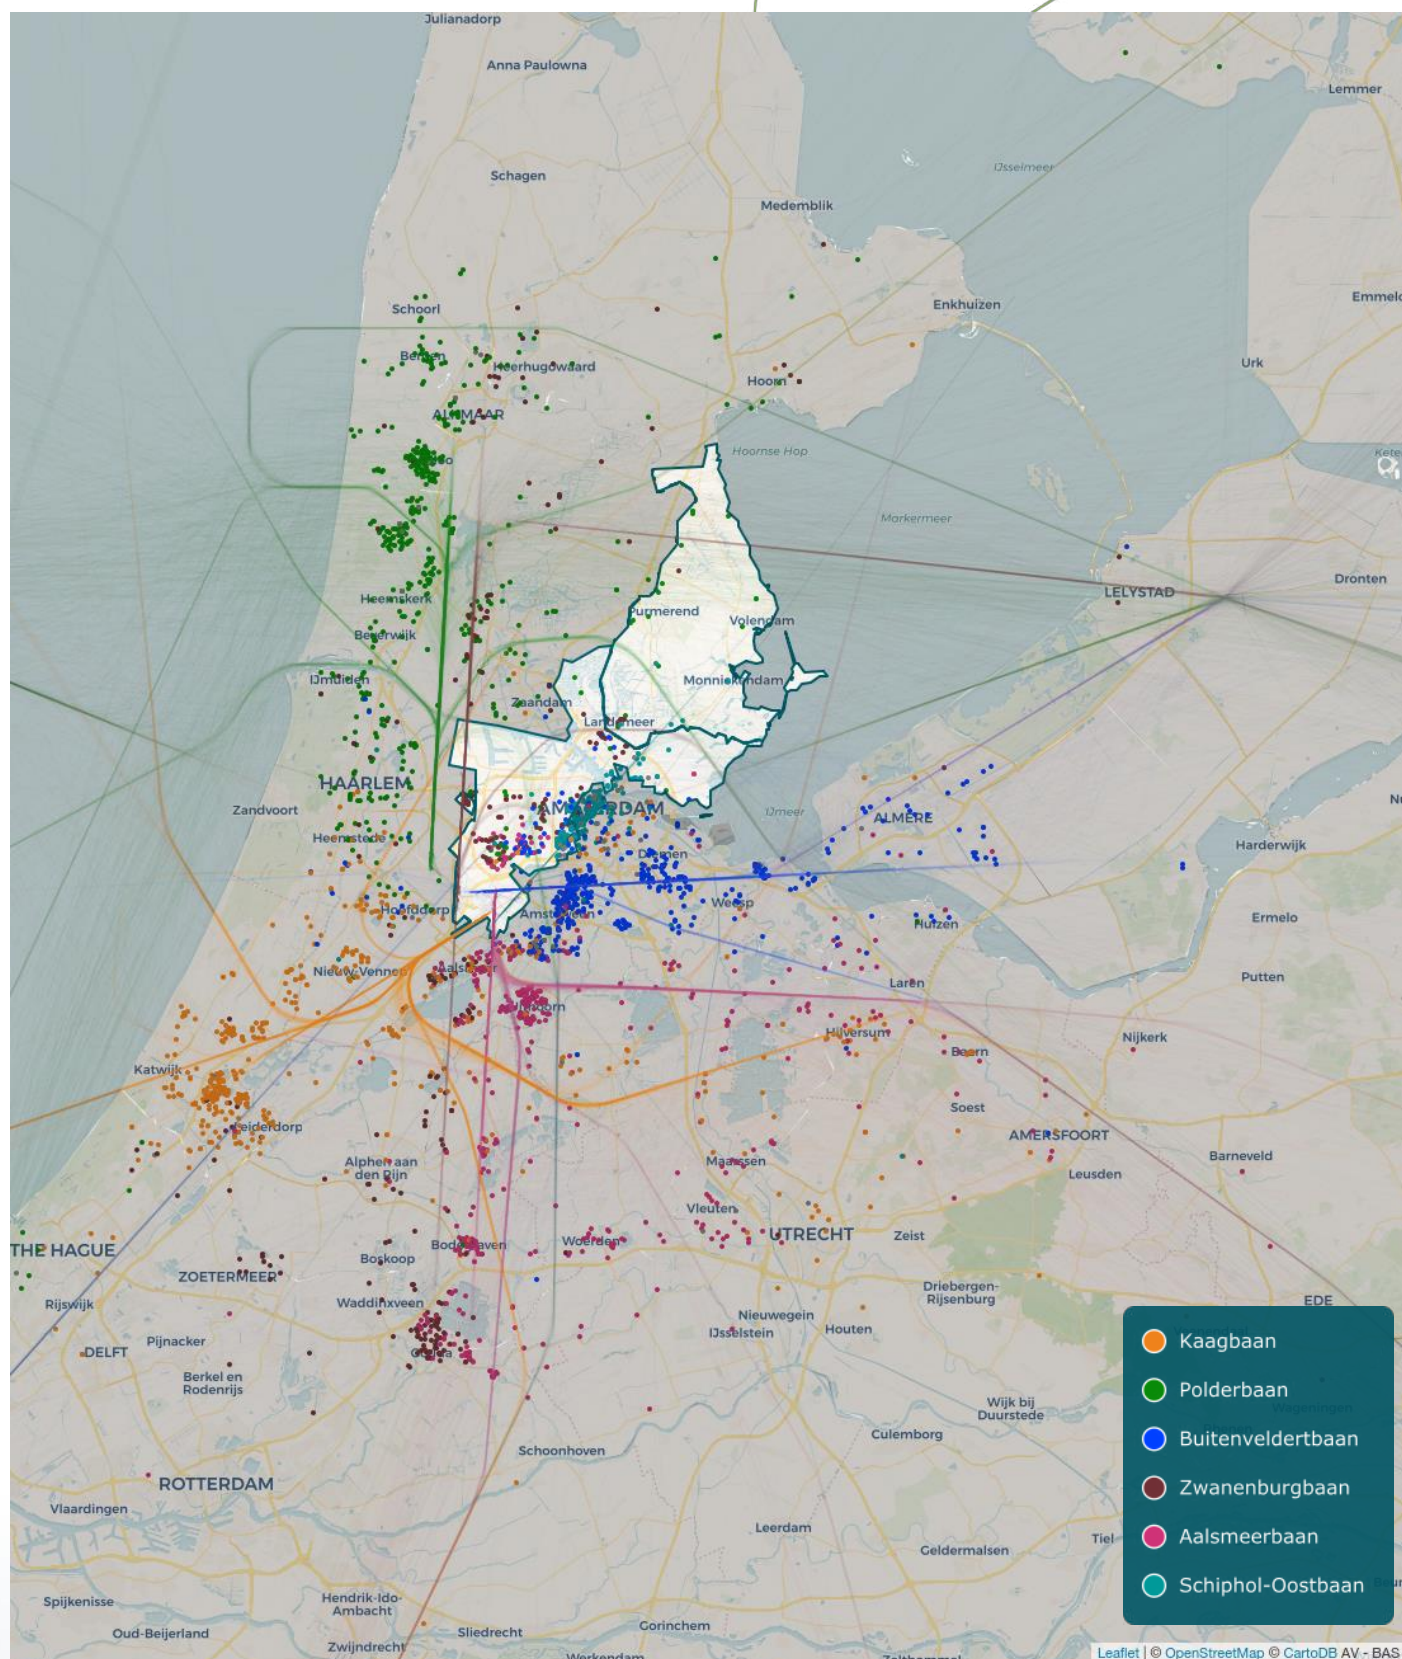 Julianadorp
Anna Paulowna
Lemmer
IJsselmeer
Schagen
Medemblik
Emmelo
Enkhuizen
Schoorl
Bergen
Heerhugowaard
Urk
Hoorn
ALKMAAR
Hoornse Hop
Markermeer
Dronten
LELYSTAD
Heemskerk
Purmerend
Volendam
Beverwijk
IJmuiden
Monnickendam
Zaandam
Landsmeer
HAARLEM
Zandvoort
AMSTERDAM
IJmeer
ALMERE
Heemstede
Diemen
Harderwijk
Hoofddorp
Amstelveen
Weesp
Huizen
Ermelo
Nieuw-Vennep
Aalsmeer
Laren
Putten
Uithoorn
Hilversum
Nijkerk
Baarn
Katwijk
Soest
Leiderdorp
AMERSFOORT
Alphen aan
den Rijn
Maarssen
Barneveld
Leusden
Vleuten
UTRECHT
Zeist
THE HAGUE
Bodegraven
Woerden
Boskoop
ZOETERMEER
Driebergen-
Rijsenburg
Rijswijk
Waddinxveen
EDE
Nieuwegein
IJsselstein
Houten
Pijnacker
DELFT
Gouda
Berkel en
Rodenrijs
Wijk bij
Duurstede
Wageningen
Culemborg
Schoonhoven
ROTTERDAM
Vlaardingen
Leerdam
Tiel
Geldermalsen
Spijkenisse
Hendrik-Ido-
Ambacht
Oud-Beijerland
Sliedrecht
Gorinchem
Zwijndrecht
Werkendam
Zaltbommel
Kaagbaan
Polderbaan
Buitenveldertbaan
Zwanenburgbaan
Aalsmeerbaan
Schiphol-Oostbaan
Leaflet | © OpenStreetMap © CartoDB AV - BAS